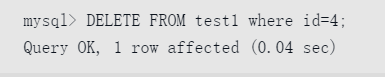 mysql> DELETE FROM test1 where id=4;
Query OK, 1 row affected (0.04 sec)